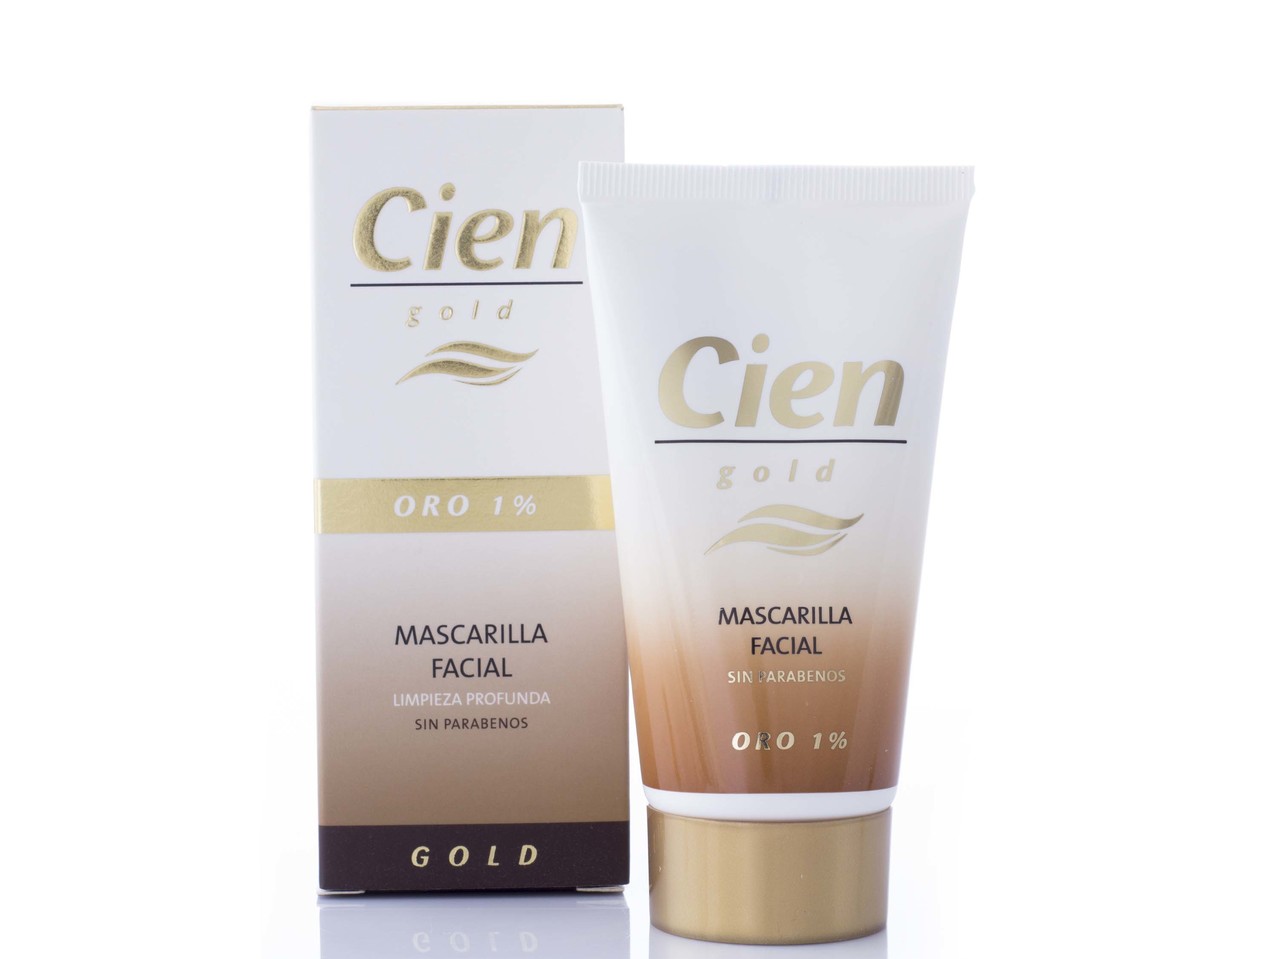 Cien
gold
ORO 1%
MASCARILLA
FACIAL
LIMPIEZA PROFUNDA
SIN PARABENOS
GOLD
Cien
gold
MASCARILLA
FACIAL
SIN PARABENOS
ORO 1%